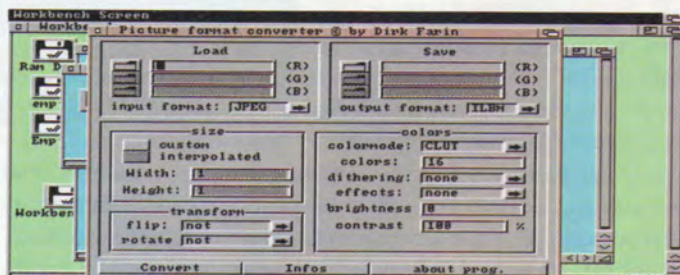 Workbench Screen
Workbe
Picture format converter © by Dirk Farin
Load
Save
(R)
(G)
(B)
(R)
(G)
(B)
input format: JPEG
output format: ILBM
Ram D
emp
Emp
Workben
size
custom
interpolated
Width: 1
Height: 1
transform
flip: not
rotate not
colors
colormode: CLUT
colors: 16
dithering: none
effects: none
brightness 0
contrast 100 %
Convert
Infos
about prog.